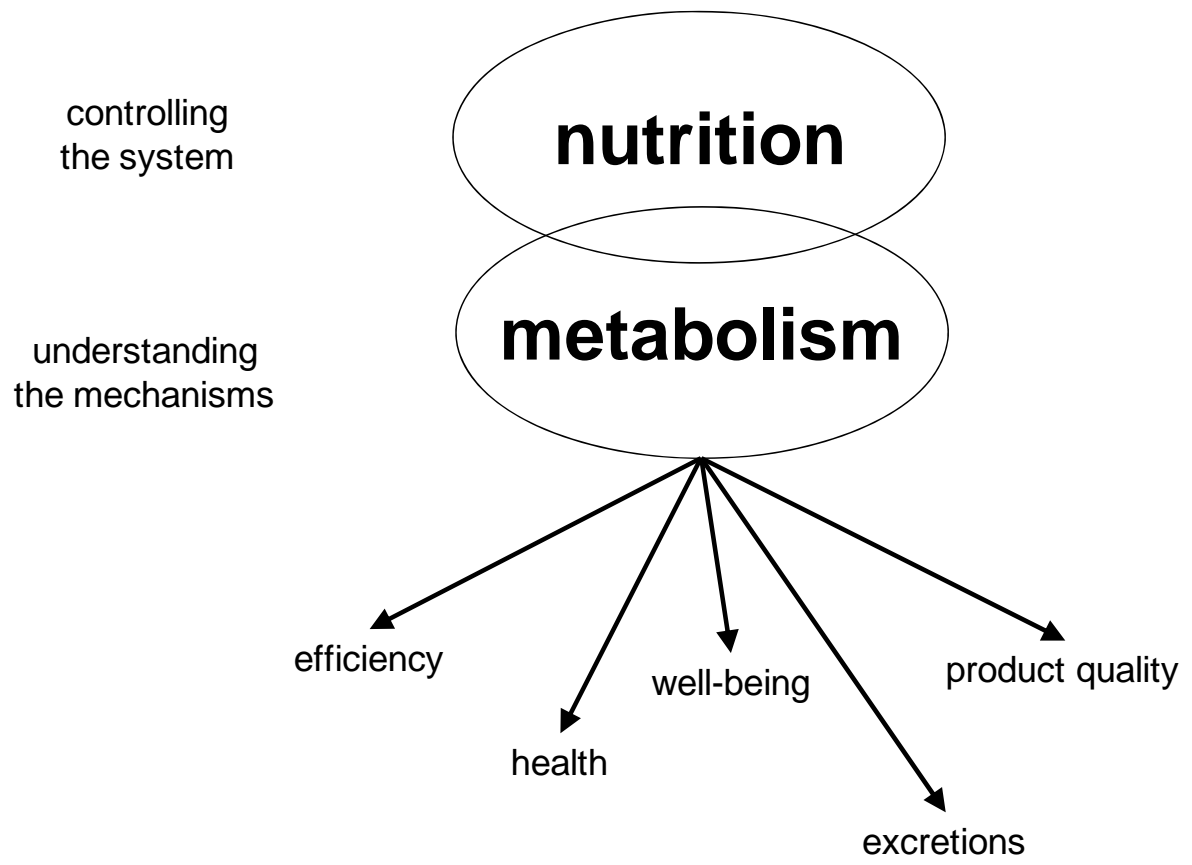 controlling
the system
nutrition
understanding
the mechanisms
metabolism
efficiency
well-being
product quality
health
excretions